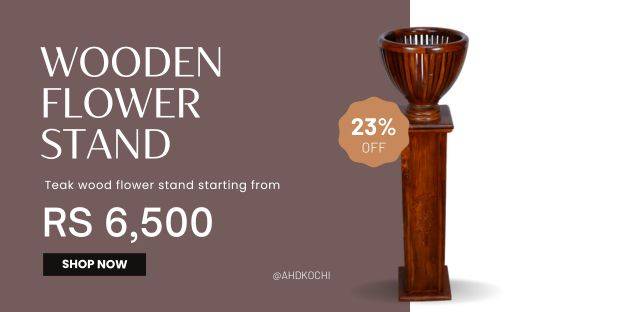 WOODEN
FLOWER
STAND
Teak wood flower stand starting from
RS 6,500
SHOP NOW
23%
OFF
@AHDKOCHI